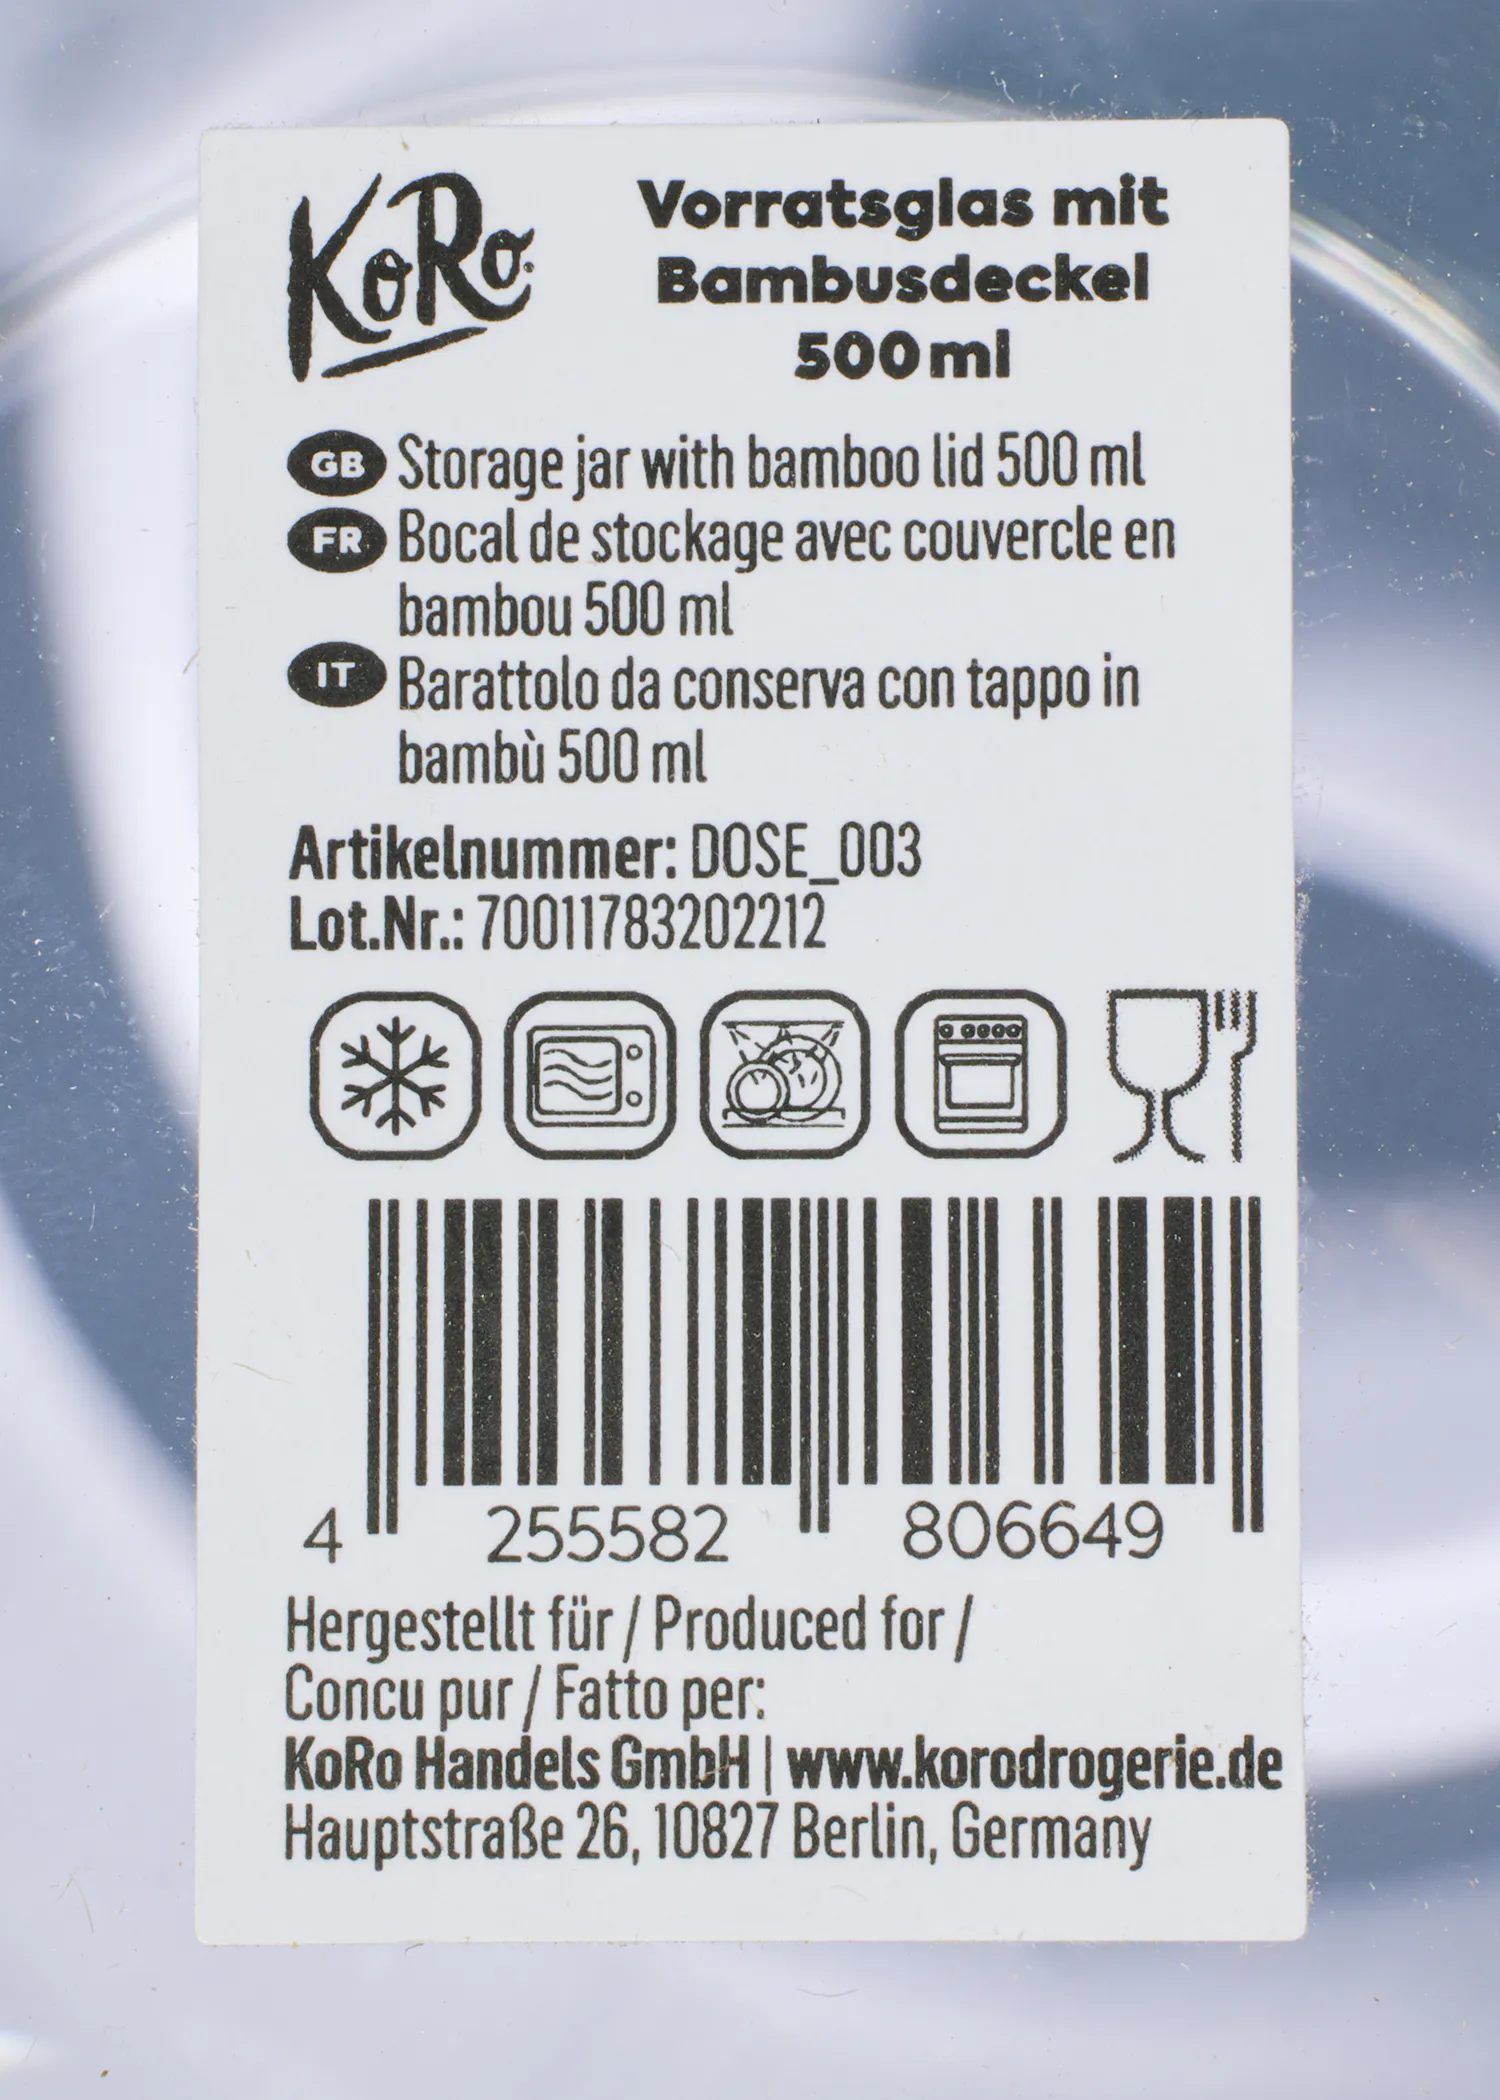 KoRo
Vorratsglas mit
Bambusdeckel
500 ml
GB Storage jar with bamboo lid 500 ml
FR Bocal de stockage avec couvercle en
bambou 500 ml
IT Barattolo da conserva con tappo in
bambù 500 ml
Artikelnummer: DOSE_003
Lot.Nr.: 70011783202212
4 255582 806649
Hergestellt für / Produced for /
Concu pur / Fatto per:
KoRo Handels GmbH | www.korodrogerie.de
Hauptstraße 26, 10827 Berlin, Germany